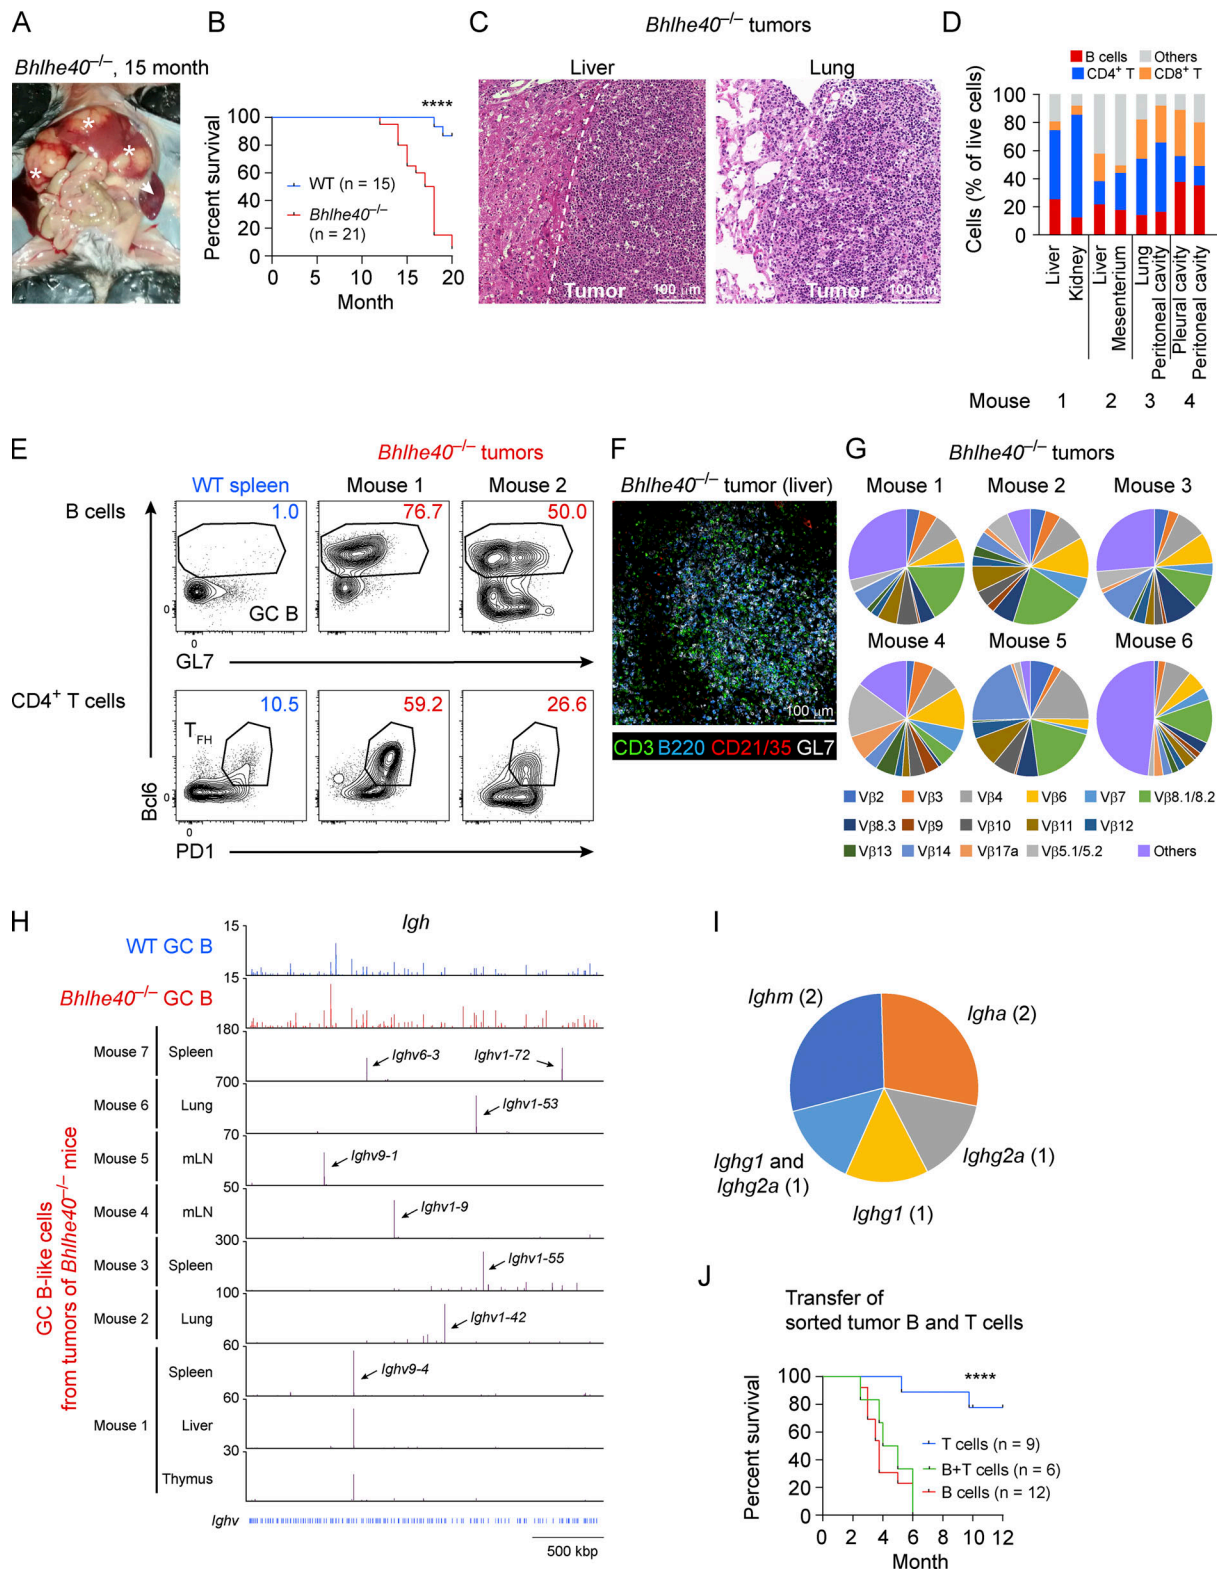 A
Bhlhe40–/–, 15 month
B
Percent survival
100
80
60
40
20
0
****
WT (n = 15)
Bhlhe40–/–
(n = 21)
0 5 10 15 20
Month
C
Bhlhe40–/– tumors
Liver
Lung
Tumor
100 µm
Tumor
100 µm
D
B cells
Others
CD4+ T
CD8+ T
Cells (% of live cells)
100
80
60
40
20
0
Liver
Kidney
Liver
Mesenterium
Lung
Peritoneal cavity
Pleural cavity
Peritoneal cavity
Mouse 1 2 3 4
E
Bhlhe40–/– tumors
WT spleen
Mouse 1
Mouse 2
B cells
1.0
76.7
50.0
GC B
0
0
GL7
CD4+ T cells
10.5
59.2
26.6
TFH
0
0
Bcl6
PD1
F
Bhlhe40–/– tumor (liver)
100 µm
CD3 B220 CD21/35 GL7
G
Bhlhe40–/– tumors
Mouse 1
Mouse 2
Mouse 3
Mouse 4
Mouse 5
Mouse 6
Vβ2 Vβ3 Vβ4 Vβ6 Vβ7 Vβ8.1/8.2
Vβ8.3 Vβ9 Vβ10 Vβ11 Vβ12
Vβ13 Vβ14 Vβ17a Vβ5.1/5.2 Others
H
Igh
WT GC B
15
Bhlhe40–/– GC B
15
GC B-like cells
from tumors of Bhlhe40–/– mice
180
Mouse 7 Spleen
Ighv6-3
Ighv1-72
700
Mouse 6 Lung
Ighv1-53
70
Mouse 5 mLN
Ighv9-1
50
Mouse 4 mLN
Ighv1-9
300
Mouse 3 Spleen
Ighv1-55
100
Mouse 2 Lung
Ighv1-42
60
60
Spleen
Ighv9-4
60
Mouse 1 Liver
30
Thymus
Ighv
500 kbp
I
Ighm (2)
Igha (2)
Ighg2a (1)
Ighg1 (1)
Ighg1 and
Ighg2a (1)
J
Transfer of
sorted tumor B and T cells
Percent survival
100
80
60
40
20
0
****
T cells (n = 9)
B+T cells (n = 6)
B cells (n = 12)
0 2 4 6 8 10 12
Month